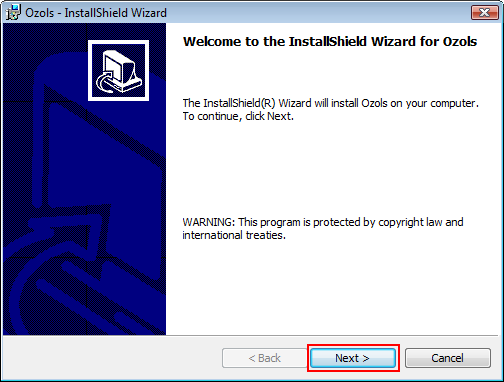 Ozols - InstallShield Wizard
Welcome to the InstallShield Wizard for Ozols
The InstallShield(R) Wizard will install Ozols on your computer.
To continue, click Next.
WARNING: This program is protected by copyright law and
international treaties.
< Back
Next >
Cancel